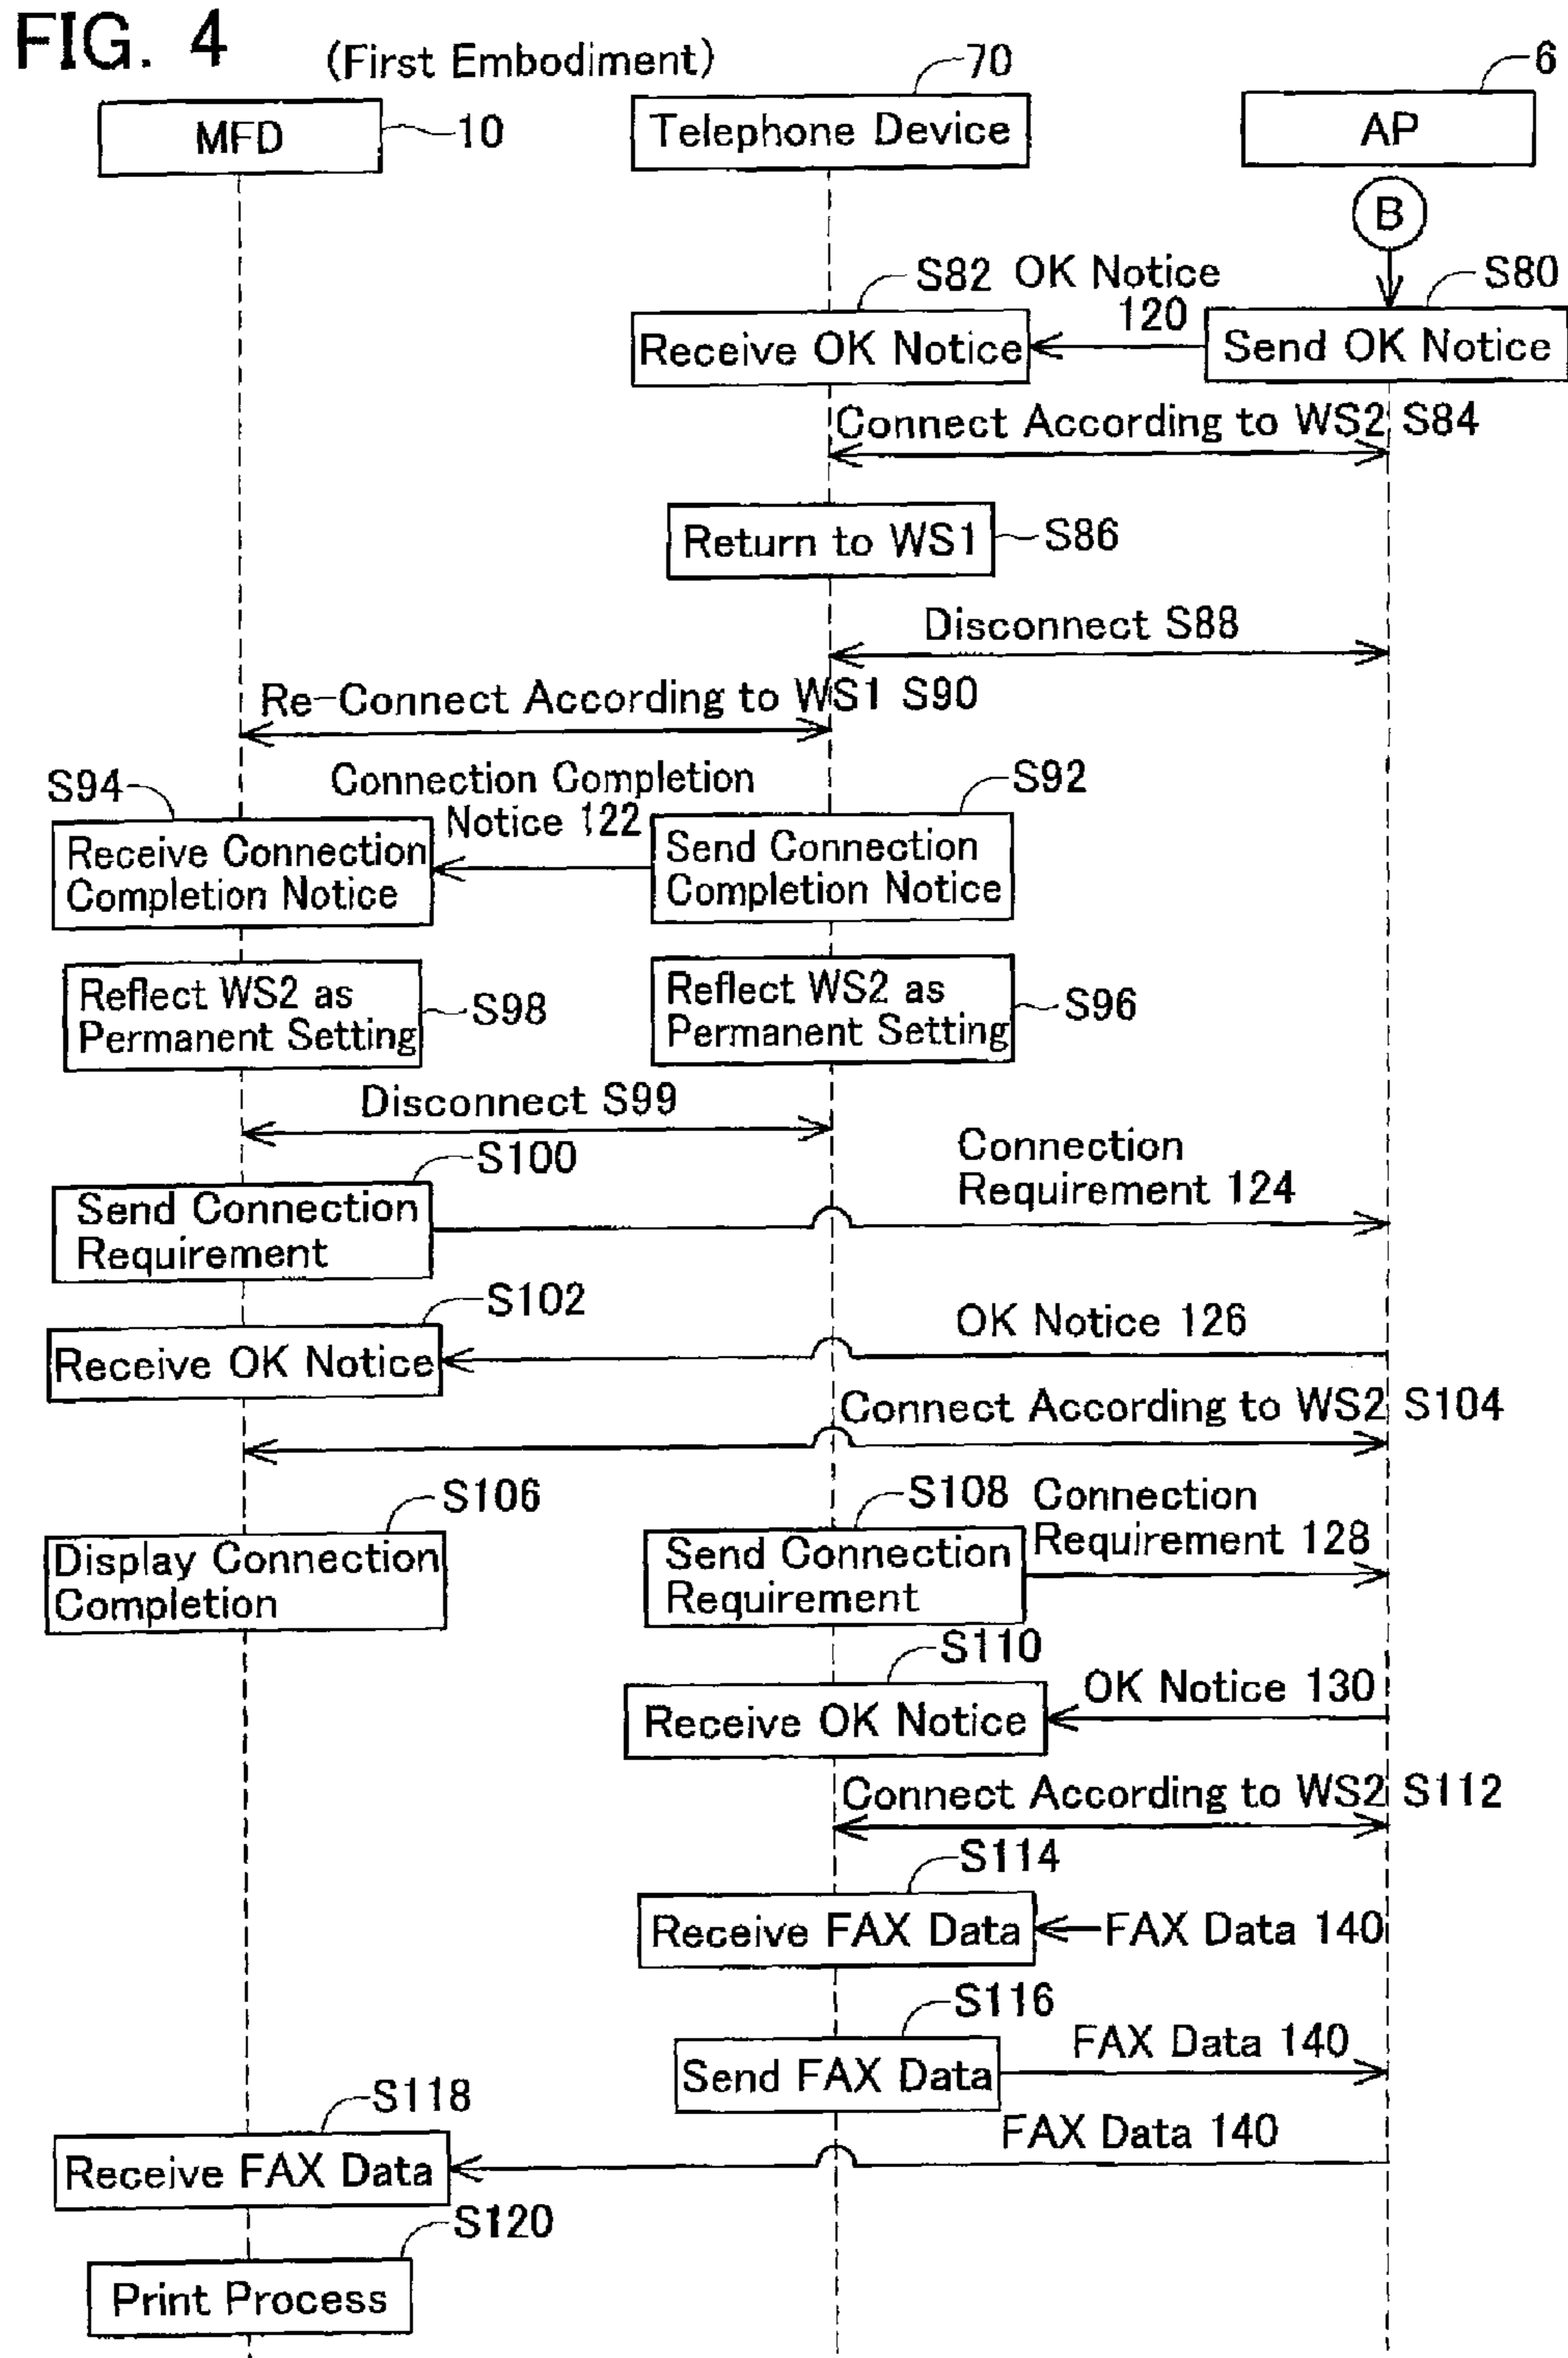 FIG. 4
(First Embodiment)
70
6
MFD
10
Telephone Device
AP
B
S82
OK Notice
120
S80
Receive OK Notice
Send OK Notice
Connect According to WS2 S84
Return to WS1
S86
Disconnect S88
Re-Connect According to WS1 S90
S94
Connection Completion
Notice 122
S92
Receive Connection
Completion Notice
Send Connection
Completion Notice
Reflect WS2 as
Permanent Setting
S98
Reflect WS2 as
Permanent Setting
S96
Disconnect S99
S100
Connection
Requirement 124
Send Connection
Requirement
S102
OK Notice 126
Receive OK Notice
Connect According to WS2 S104
S106
S108
Connection
Requirement 128
Display Connection
Completion
Send Connection
Requirement
S110
OK Notice 130
Receive OK Notice
Connect According to WS2 S112
S114
Receive FAX Data
FAX Data 140
S116
FAX Data 140
Send FAX Data
S118
FAX Data 140
Receive FAX Data
S120
Print Process